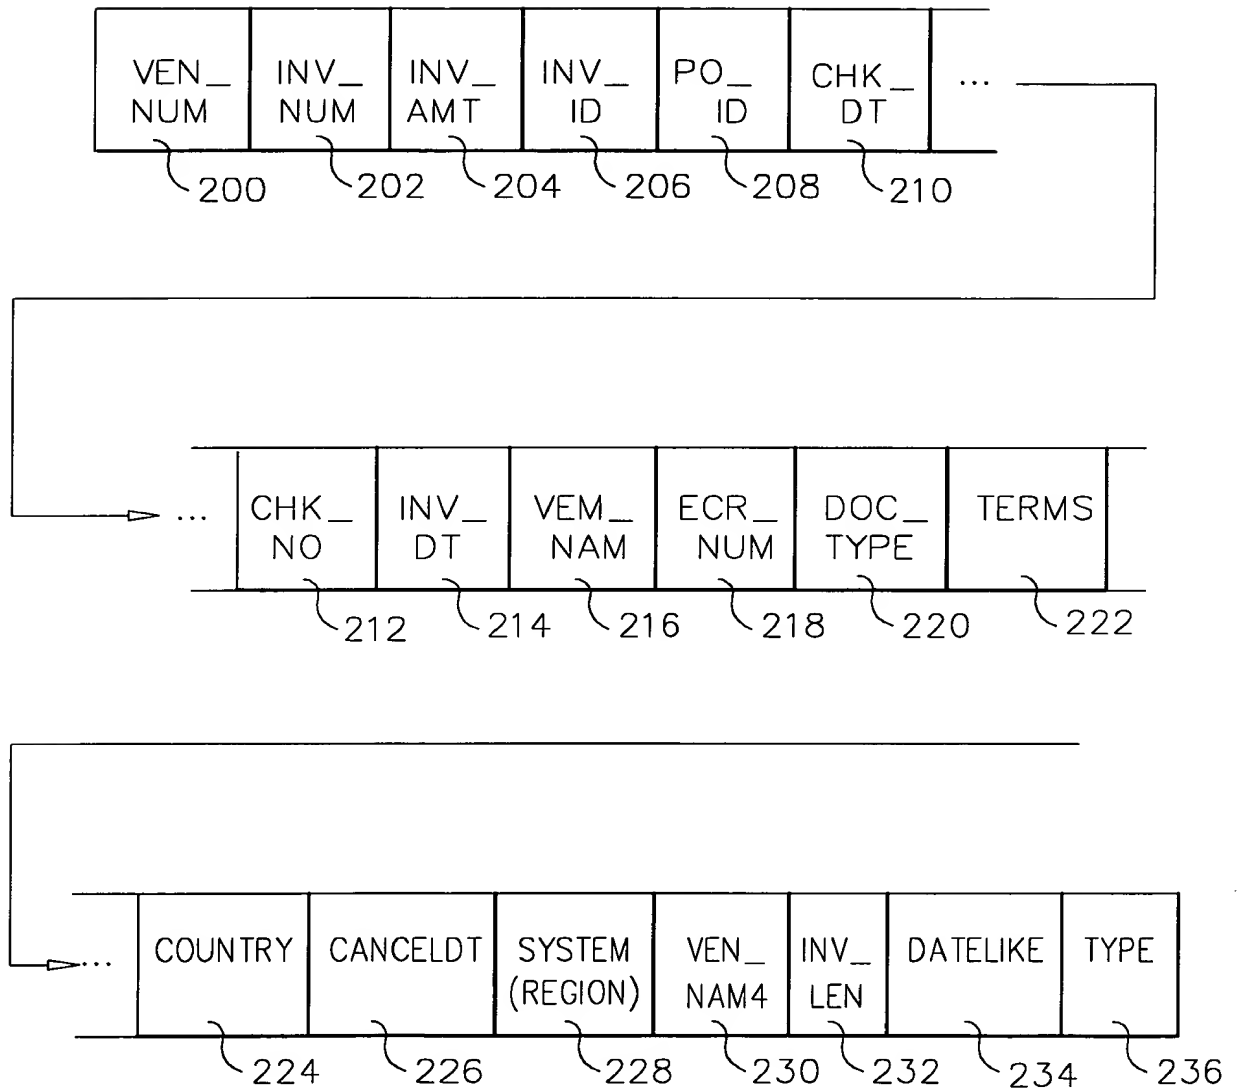 VEN_ INV_ INV_ INV_ PO_ CHK_ ...
NUM NUM AMT ID ID DT
200 202 204 206 208 210
... CHK_ INV_ VEM_ ECR_ DOC_ TERMS
NO DT NAM NUM TYPE
212 214 216 218 220 222
... COUNTRY CANCELDT SYSTEM VEN_ INV_ DATELIKE TYPE
(REGION) NAM4 LEN
224 226 228 230 232 234 236